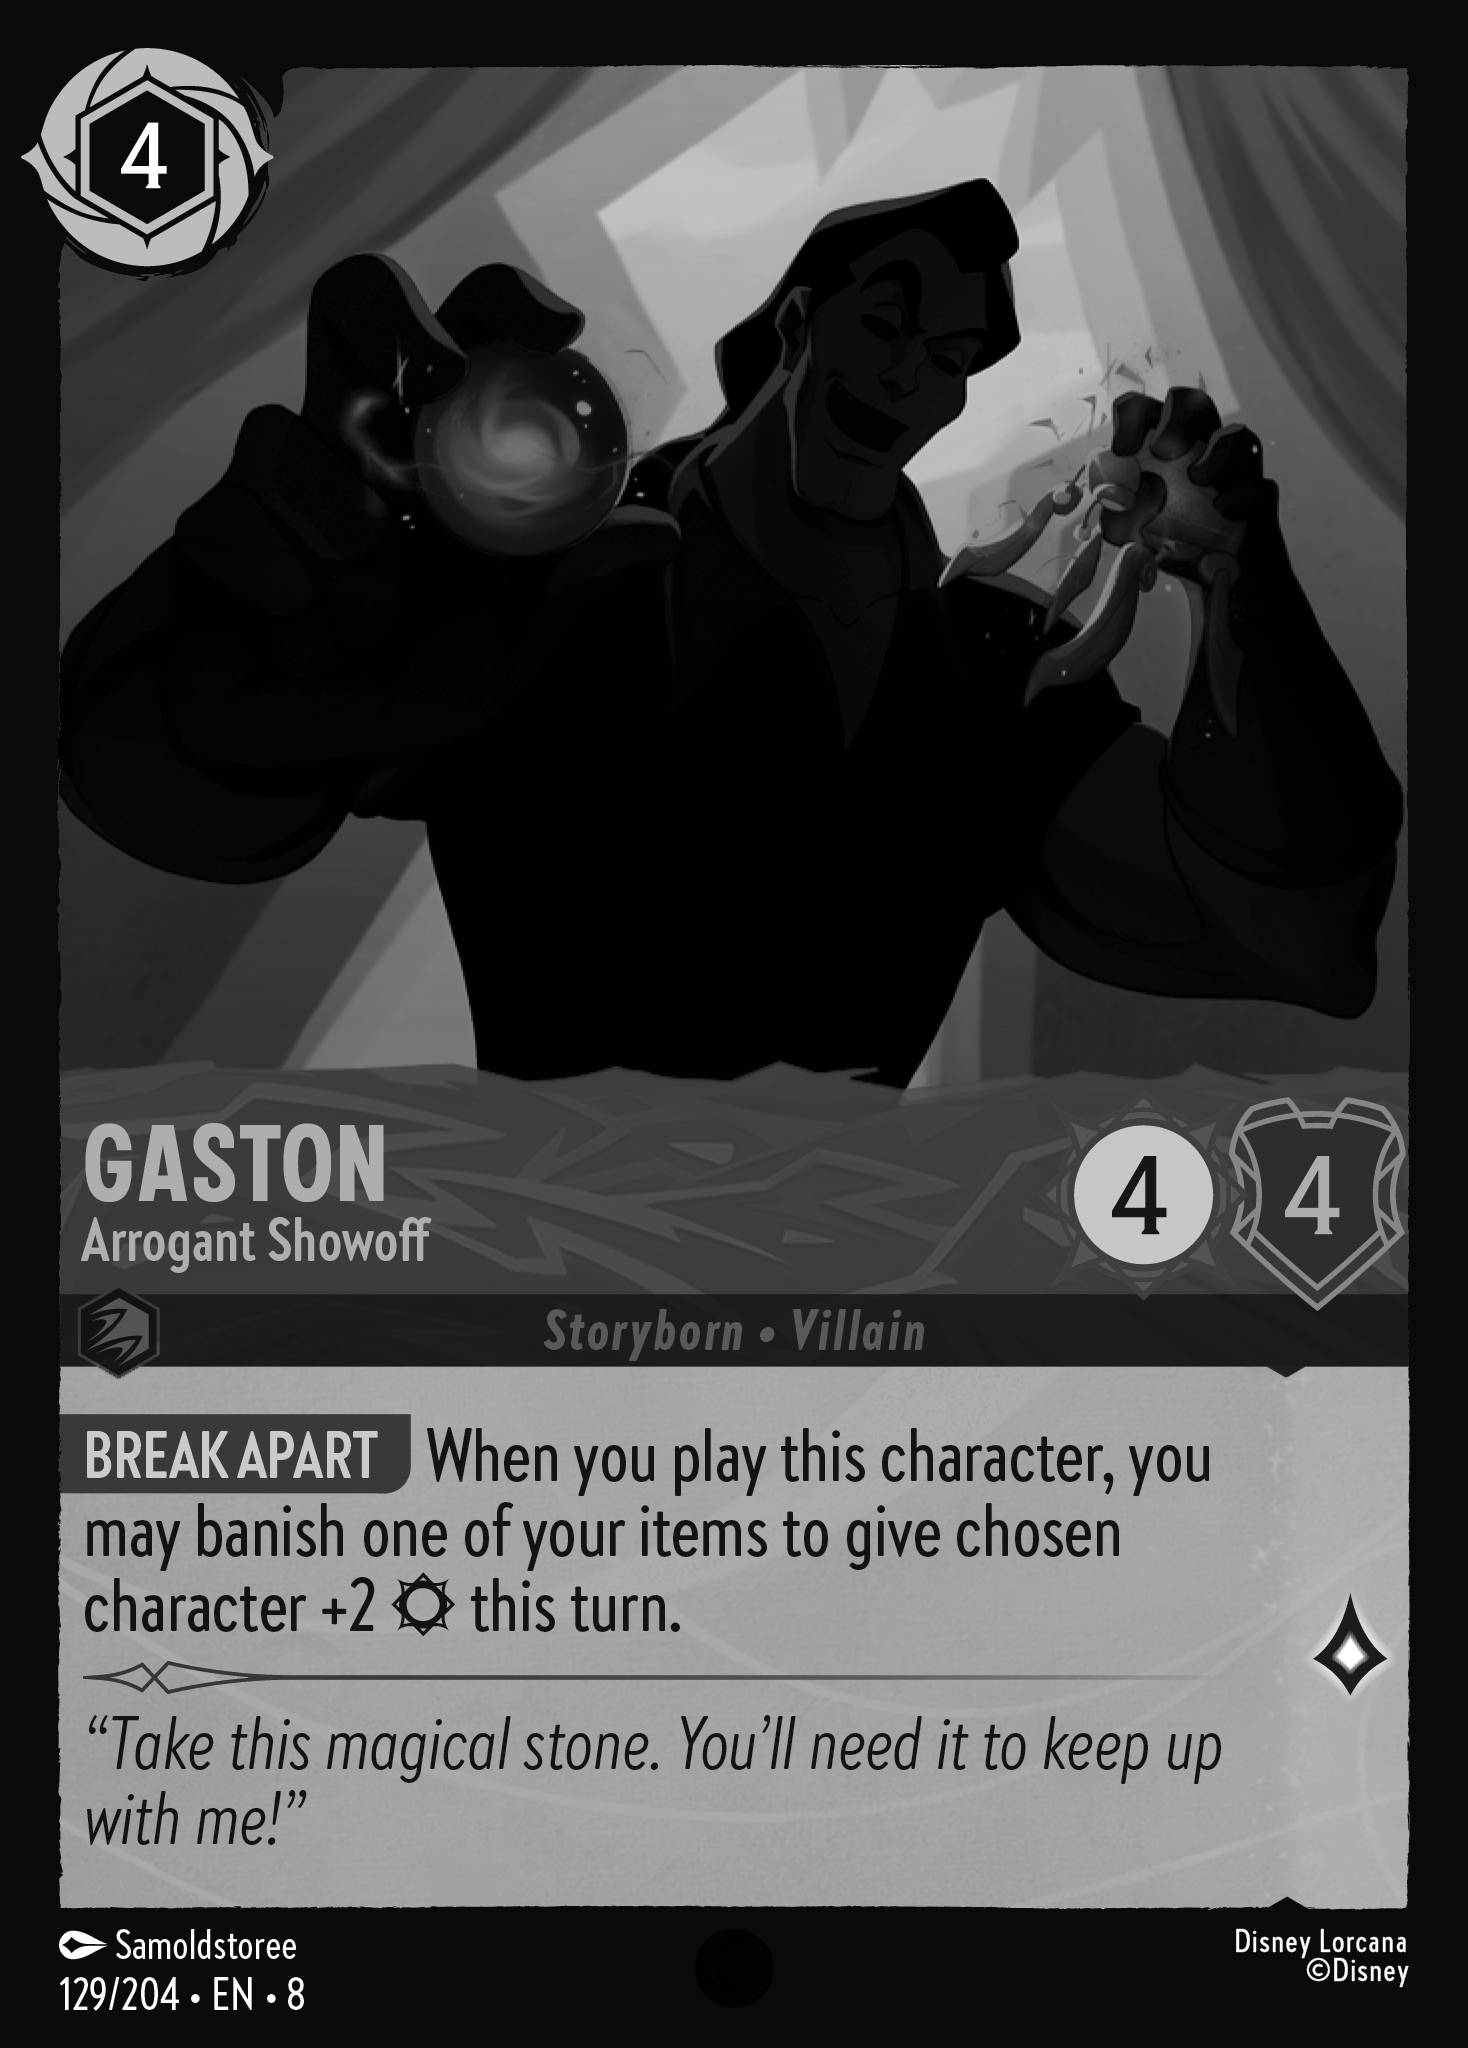 4
GASTON
Arrogant Showoff
4 4
Storyborn • Villain
BREAK APART When you play this character, you
may banish one of your items to give chosen
character +2 this turn.
“Take this magical stone. You’ll need it to keep up
with me!”
Samoldstoree
129/204 • EN • 8
Disney Lorcana
©Disney